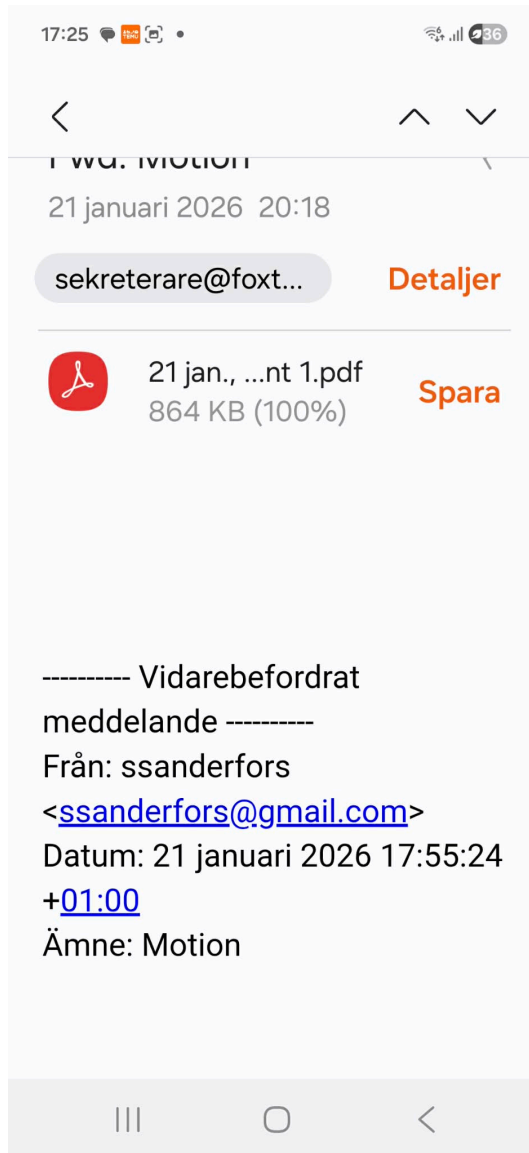 17:25
36
Fwd: Motion
21 januari 2026 20:18
sekreterare@foxt...
Detaljer
21 jan., ...nt 1.pdf
864 KB (100%)
Spara
---------- Vidarebefordrat
meddelande ----------
Från: ssanderfors
<ssanderfors@gmail.com>
Datum: 21 januari 2026 17:55:24
+01:00
Ämne: Motion